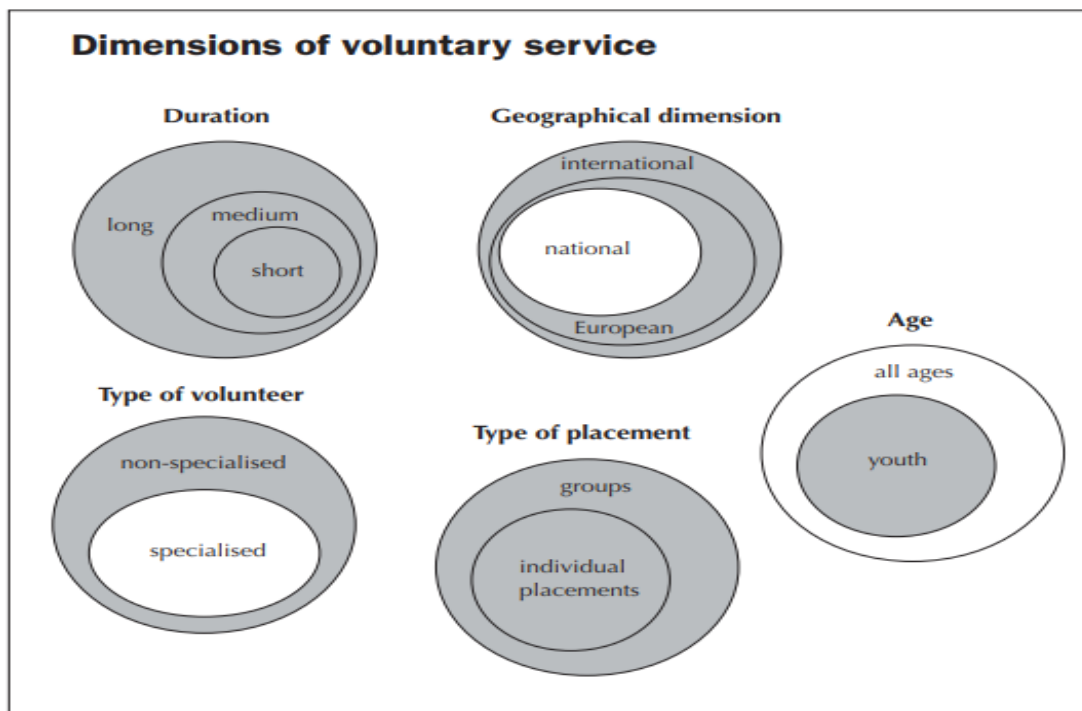 Dimensions of voluntary service
Duration
long
medium
short
Geographical dimension
international
national
European
Age
all ages
youth
Type of volunteer
non-specialised
specialised
Type of placement
groups
individual
placements